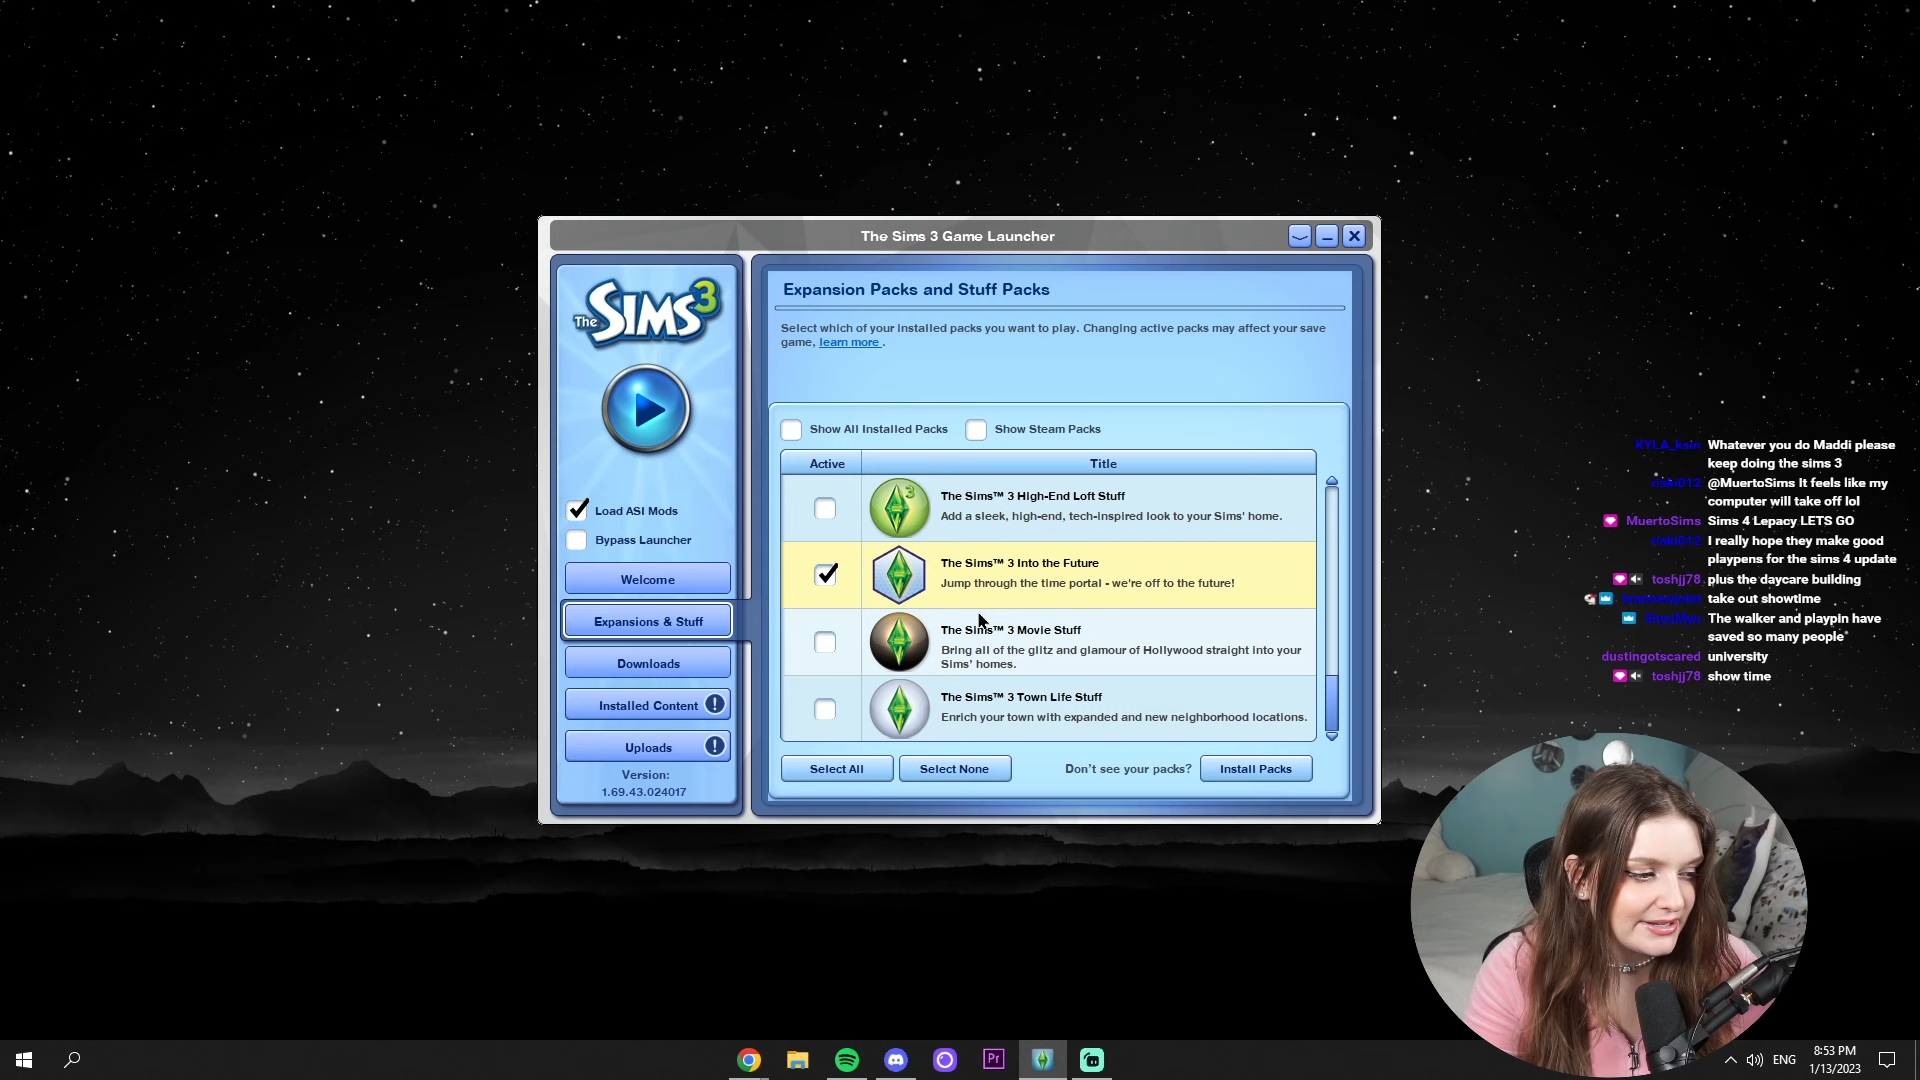 The Sims 3 Game Launcher
The SIMS 3
Load ASI Mods
Bypass Launcher
Welcome
Expansions & Stuff
Downloads
Installed Content !
Uploads !
Version:
1.69.43.024017
Expansion Packs and Stuff Packs
Select which of your installed packs you want to play. Changing active packs may affect your save
game, learn more .
Show All Installed Packs Show Steam Packs
Active Title
3
The Sims™ 3 High-End Loft Stuff
Add a sleek, high-end, tech-inspired look to your Sims' home.
The Sims™ 3 Into the Future
Jump through the time portal - we're off to the future!
The Sims™ 3 Movie Stuff
Bring all of the glitz and glamour of Hollywood straight into your
Sims' homes.
The Sims™ 3 Town Life Stuff
Enrich your town with expanded and new neighborhood locations.
Select All Select None Don't see your packs? Install Packs
Whatever you do Maddi please
keep doing the sims 3
@MuertoSims It feels like my
computer will take off lol
MuertoSims Sims 4 Lepacy LETS GO
I really hope they make good
playpens for the sims 4 update
toshjj78 plus the daycare building
take out showtime
The walker and playpin have
saved so many people*
dustingotscared university
toshjj78 show time
Pr
ENG
8:53 PM
1/13/2023